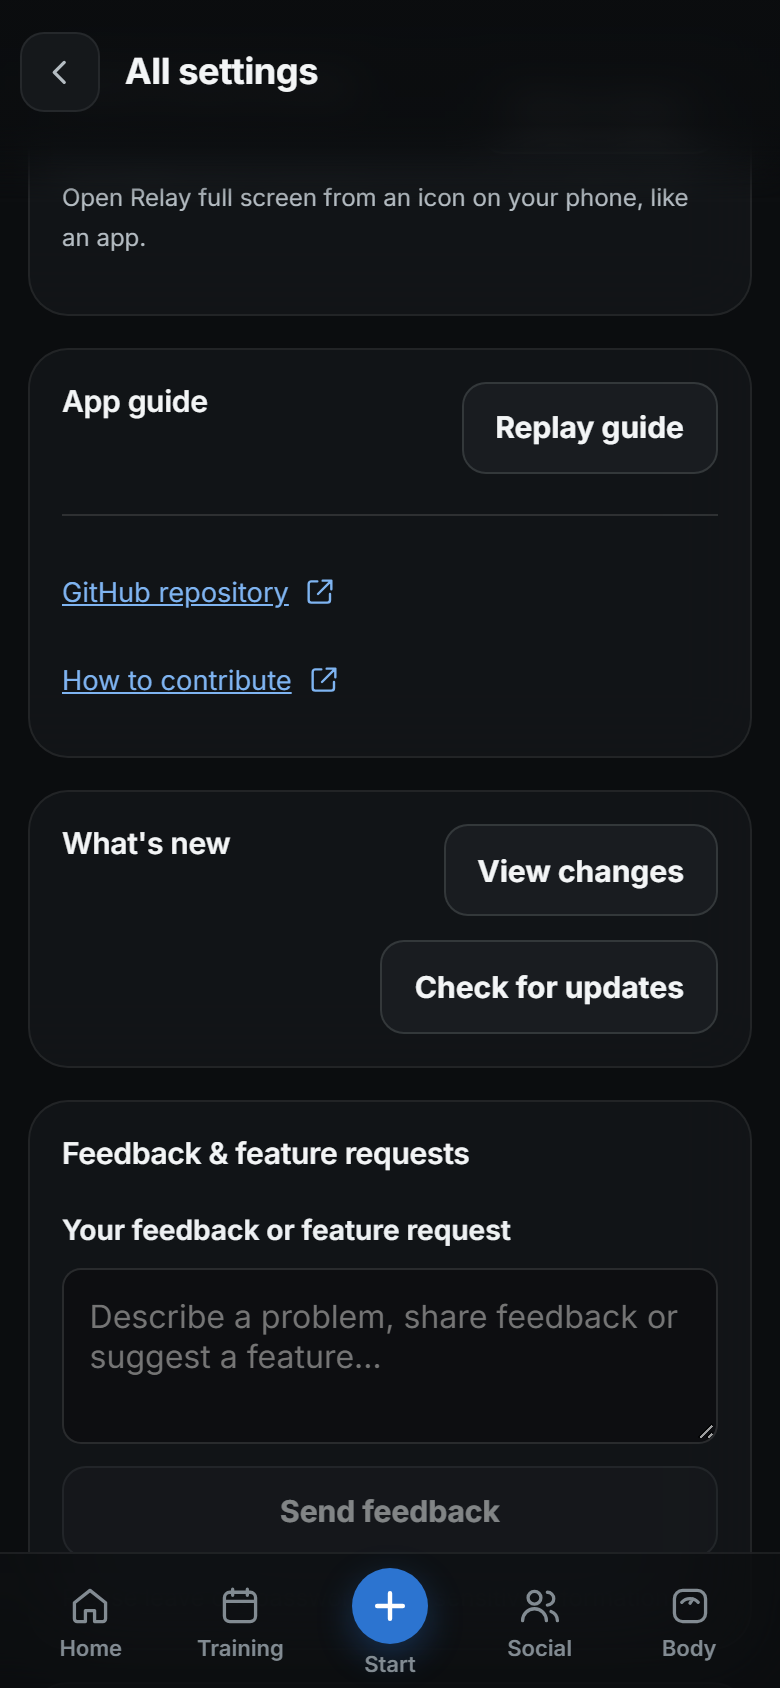 All settings
Open Relay full screen from an icon on your phone, like
an app.
App guide
Replay guide
GitHub repository
How to contribute
What's new
View changes
Check for updates
Feedback & feature requests
Your feedback or feature request
Describe a problem, share feedback or
suggest a feature...
Send feedback
Home
Training
Start
Social
Body